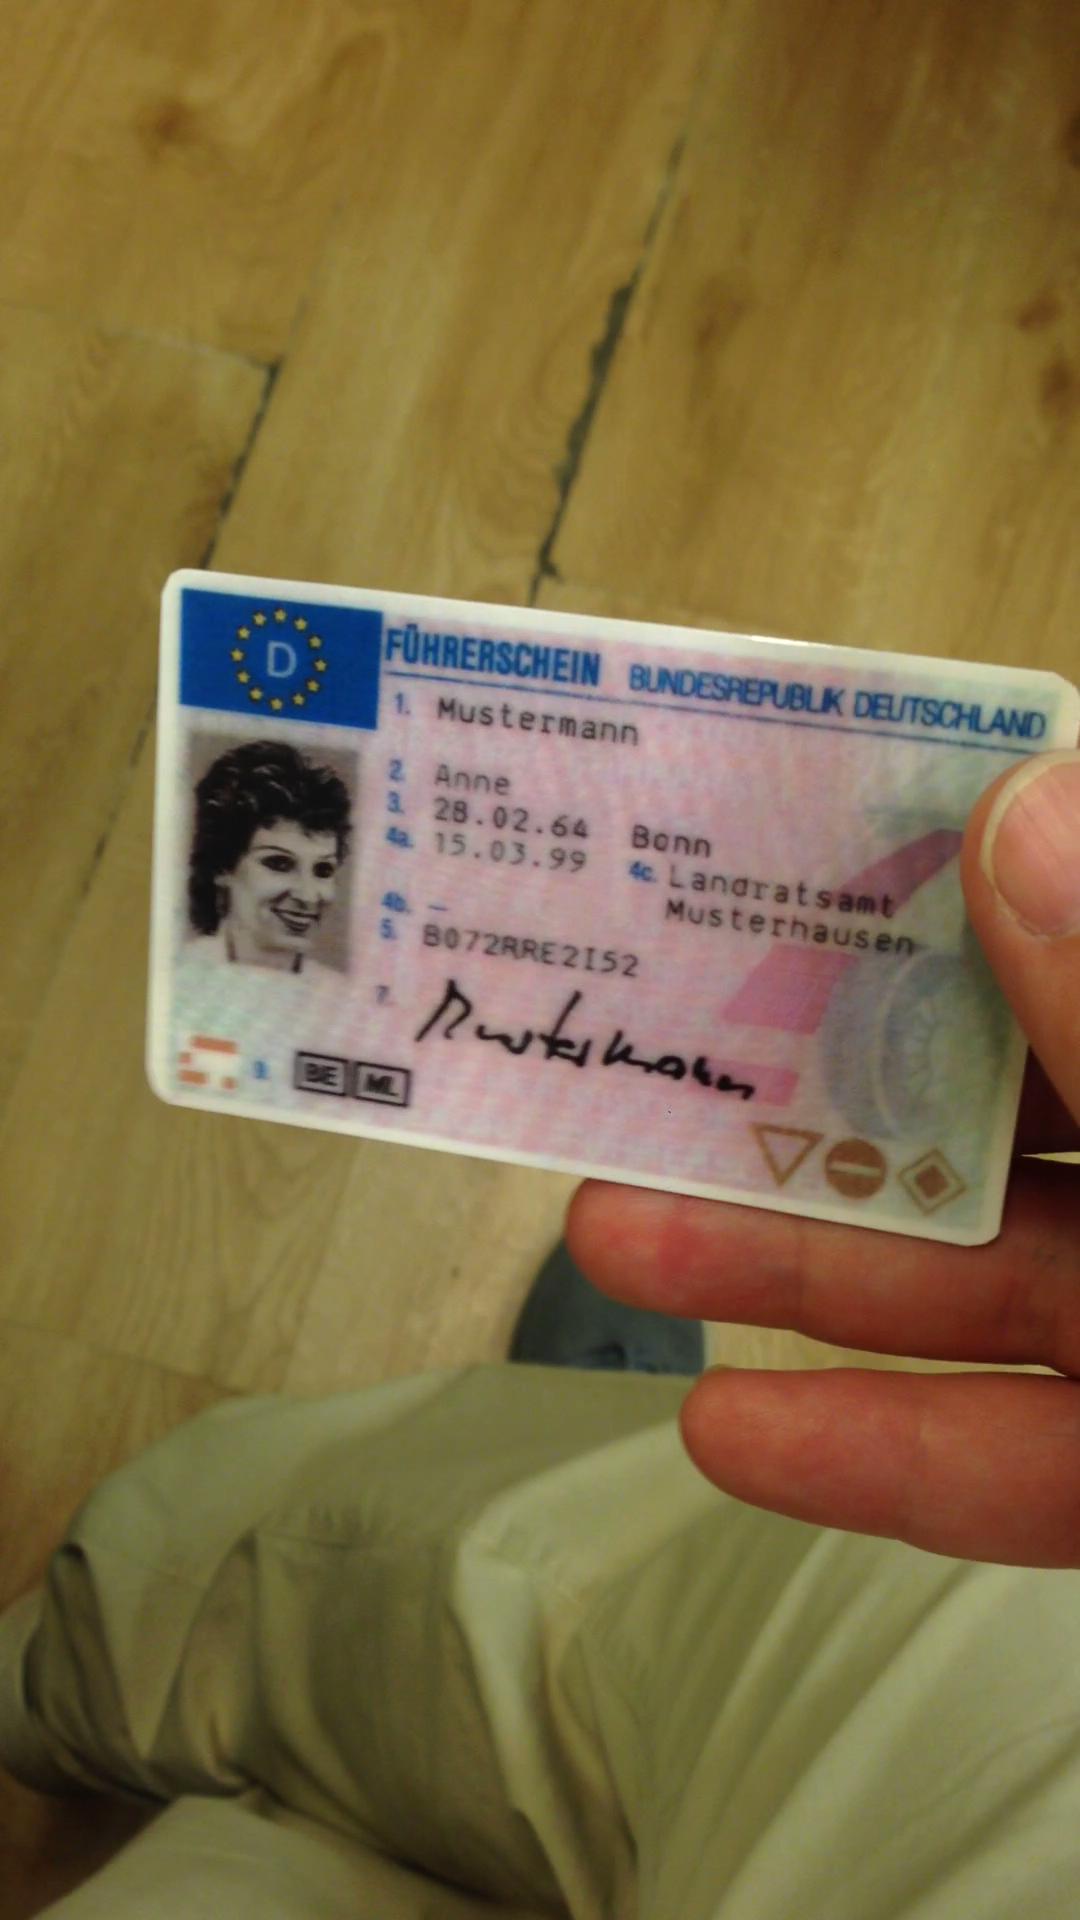 D
FÜHRERSCHEIN BUNDESREPUBLIK DEUTSCHLAND
1. Mustermann
2. Anne
3. 28.02.64 Bonn
4a. 15.03.99 4c. Landratsamt
Musterhausen
4b. –
5. B072RRE2I52
7. Mustermann
9. BE ML